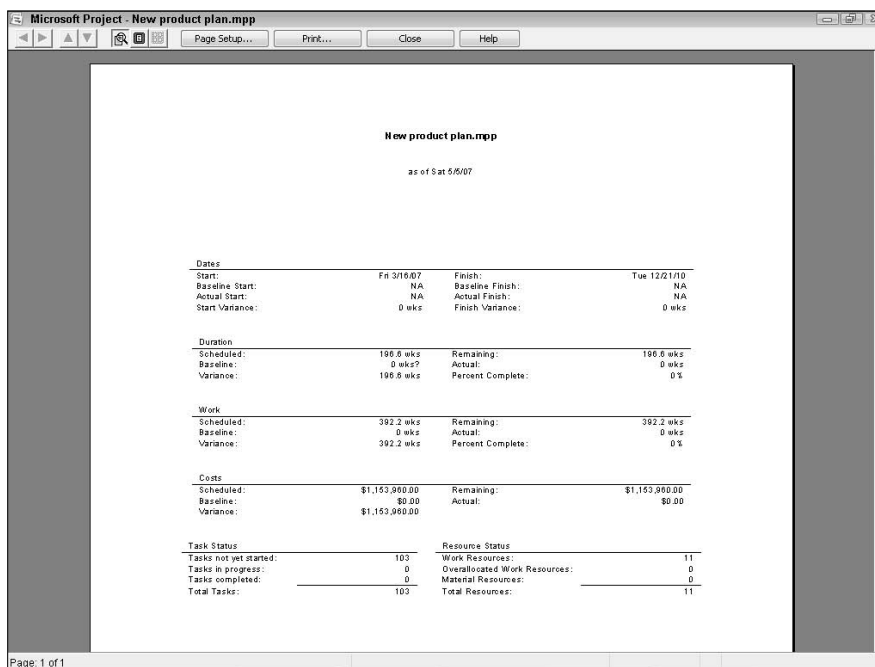 Microsoft Project - New product plan.mpp
Page Setup... Print... Close Help
New product plan.mpp
as of Sat 5/5/07
Dates
Start: Fri 3/16/07 Finish: Tue 12/21/10
Baseline Start: NA Baseline Finish: NA
Actual Start: NA Actual Finish: NA
Start Variance: 0 wks Finish Variance: 0 wks
Duration
Scheduled: 196.6 wks Remaining: 196.6 wks
Baseline: 0 wks? Actual: 0 wks
Variance: 196.6 wks Percent Complete: 0%
Work
Scheduled: 392.2 wks Remaining: 392.2 wks
Baseline: 0 wks Actual: 0 wks
Variance: 392.2 wks Percent Complete: 0%
Costs
Scheduled: $1,153,960.00 Remaining: $1,153,960.00
Baseline: $0.00 Actual: $0.00
Variance: $1,153,960.00
Task Status Resource Status
Tasks not yet started: 103 Work Resources: 11
Tasks in progress: 0 Overallocated Work Resources: 0
Tasks completed: 0 Material Resources: 0
Total Tasks: 103 Total Resources: 11
Page: 1 of 1